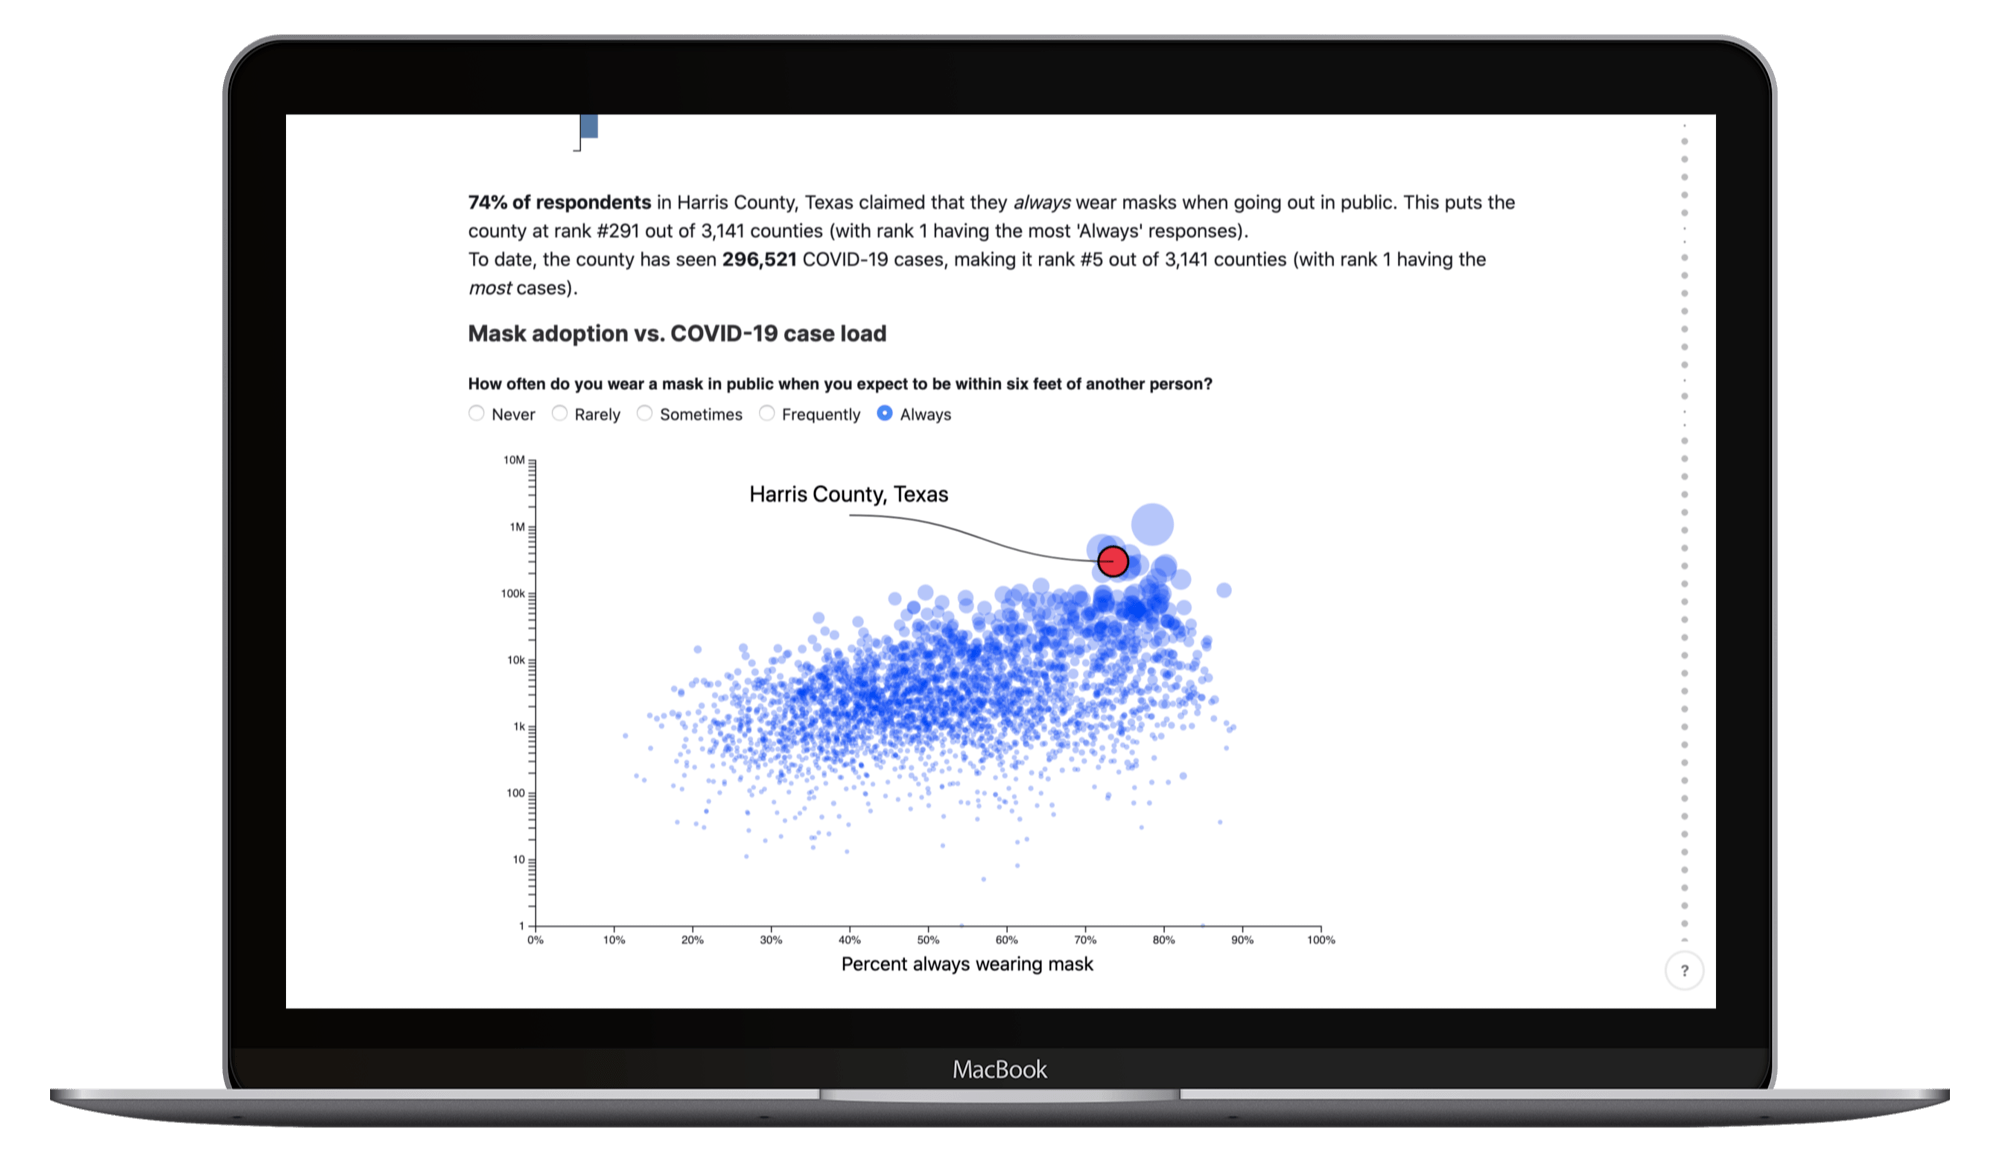 74% of respondents in Harris County, Texas claimed that they always wear masks when going out in public. This puts the
county at rank #291 out of 3,141 counties (with rank 1 having the most 'Always' responses).
To date, the county has seen 296,521 COVID-19 cases, making it rank #5 out of 3,141 counties (with rank 1 having the
most cases).
Mask adoption vs. COVID-19 case load
How often do you wear a mask in public when you expect to be within six feet of another person?
Never Rarely Sometimes Frequently Always
10M
Harris County, Texas
1M
100k
10k
1k
100
10
1
0% 10% 20% 30% 40% 50% 60% 70% 80% 90% 100%
Percent always wearing mask
?
MacBook